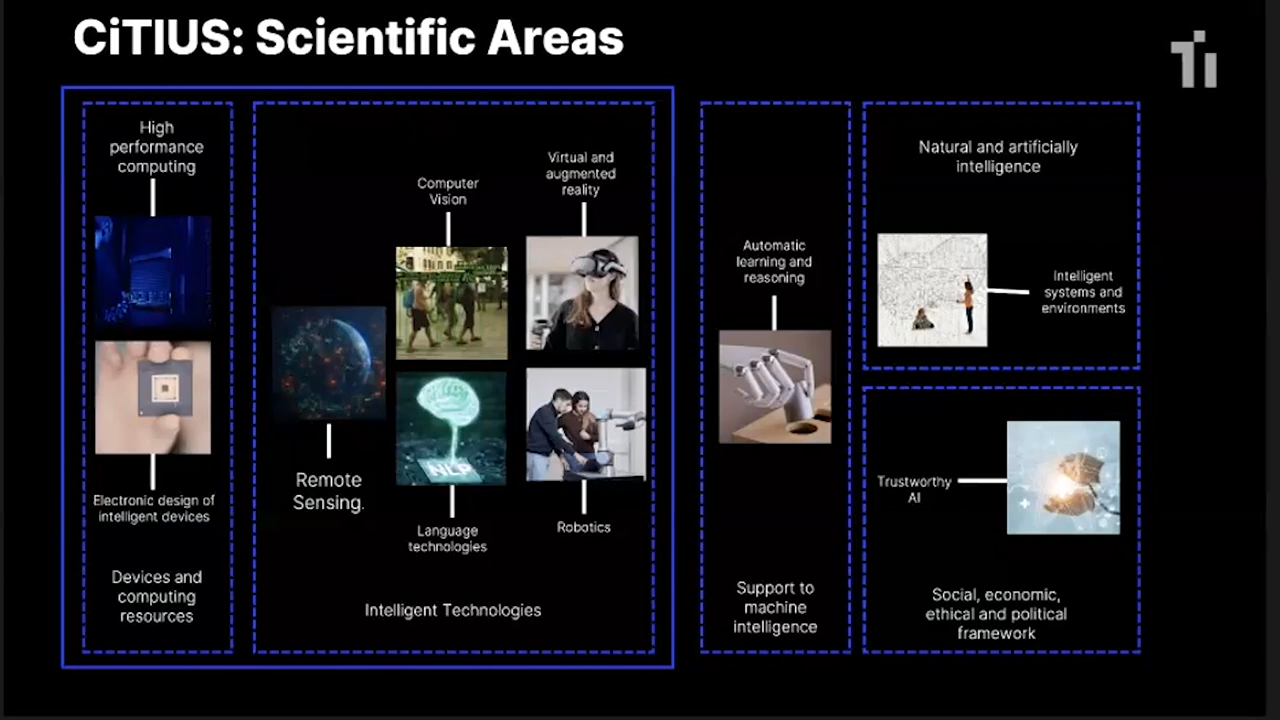 CiTIUS: Scientific Areas
High
performance
computing
Electronic design of
intelligent devices
Devices and
computing
resources
Computer
Vision
Virtual and
augmented
reality
Remote
Sensing.
NLP
Language
technologies
Robotics
Intelligent Technologies
Automatic
learning and
reasoning
Support to
machine
intelligence
Natural and artificially
intelligence
Intelligent
systems and
environments
Trustworthy
AI
Social, economic,
ethical and political
framework